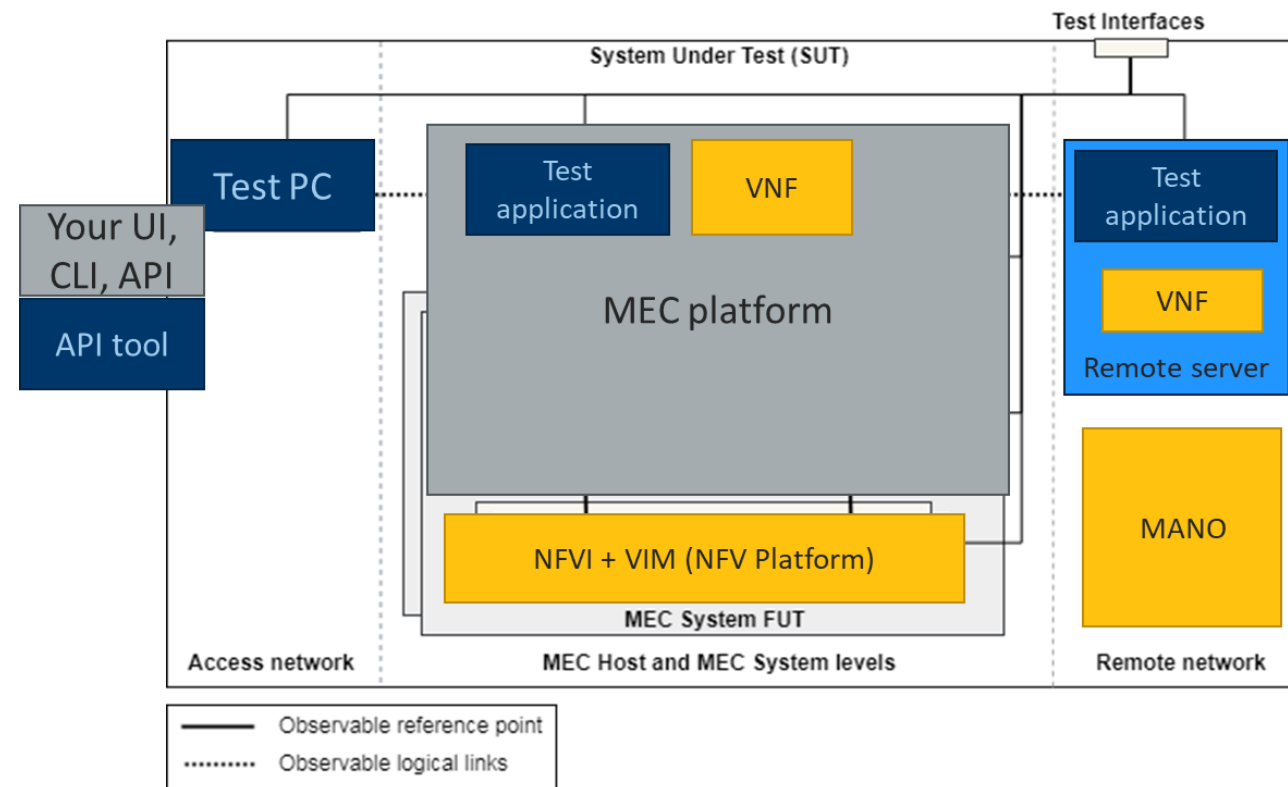 Test Interfaces
System Under Test (SUT)
Test PC
Test
application
VNF
Test
application
Your UI,
CLI, API
API tool
MEC platform
VNF
Remote server
NFVI + VIM (NFV Platform)
MANO
MEC System FUT
Access network
MEC Host and MEC System levels
Remote network
Observable reference point
Observable logical links